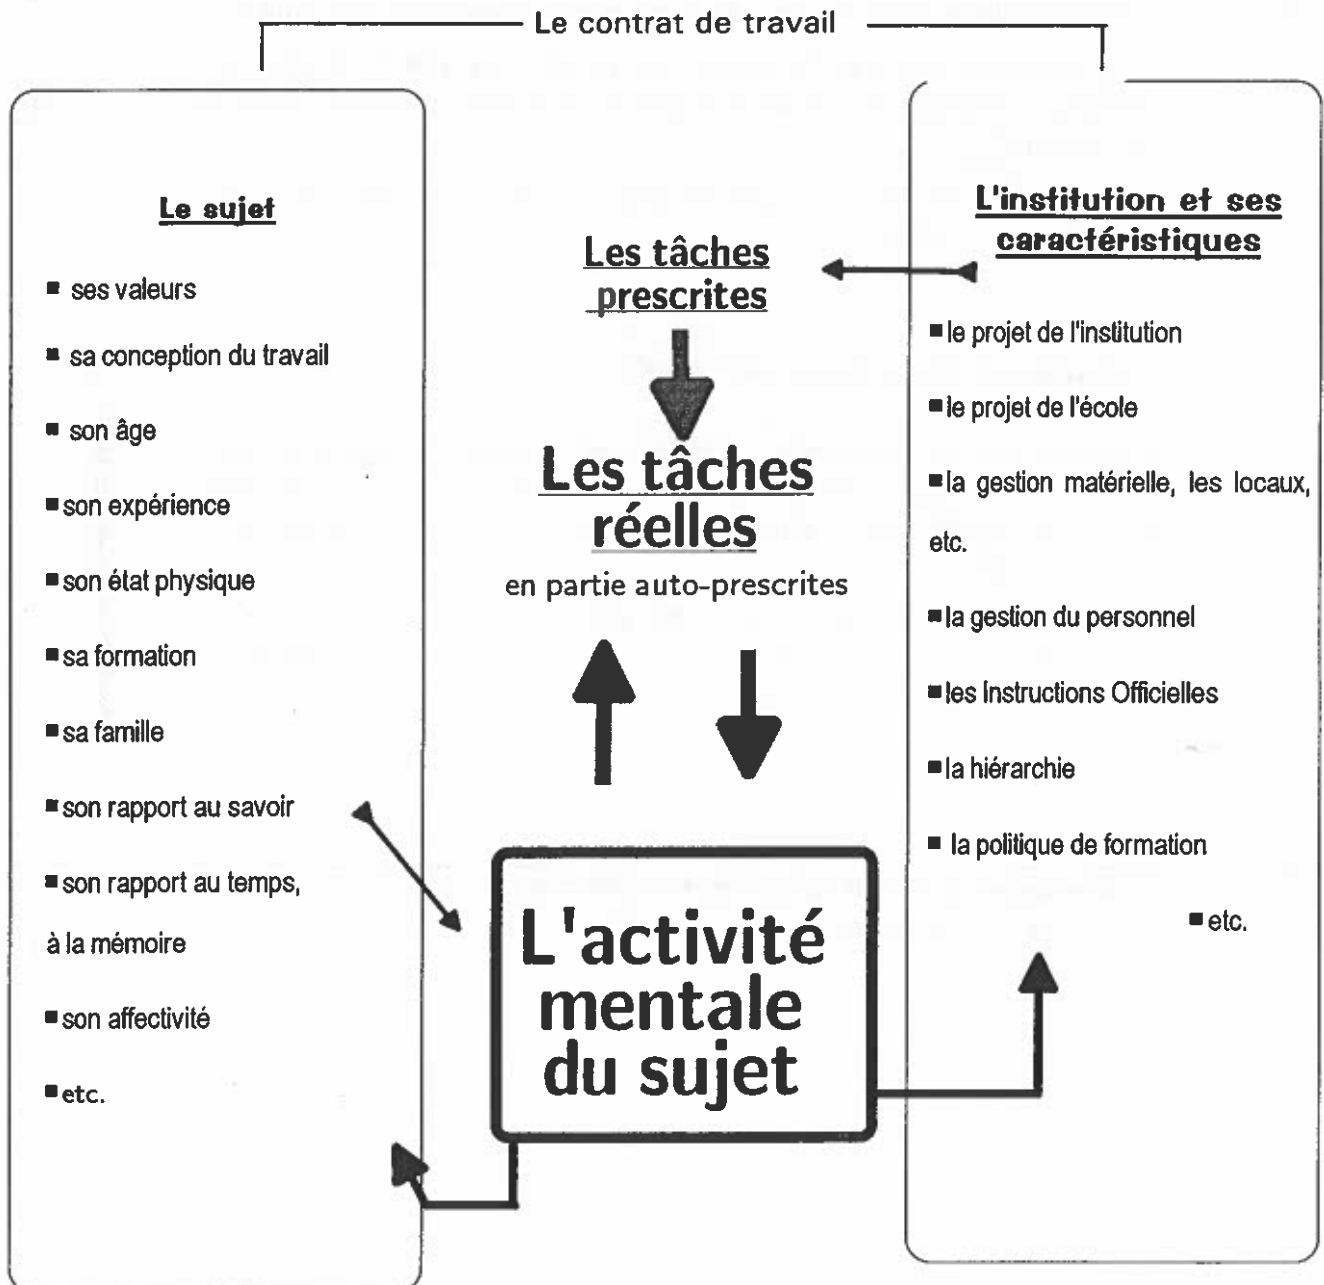 Le contrat de travail
Le sujet
■ ses valeurs
■ sa conception du travail
■ son âge
■ son expérience
■ son état physique
■ sa formation
■ sa famille
■ son rapport au savoir
■ son rapport au temps,
à la mémoire
■ son affectivité
■ etc.
Les tâches
prescrites
Les tâches
réelles
en partie auto-prescrites
L'activité
mentale
du sujet
L'institution et ses
caractéristiques
■ le projet de l'institution
■ le projet de l'école
■ la gestion matérielle, les locaux,
etc.
■ la gestion du personnel
■ les Instructions Officielles
■ la hiérarchie
■ la politique de formation
■ etc.